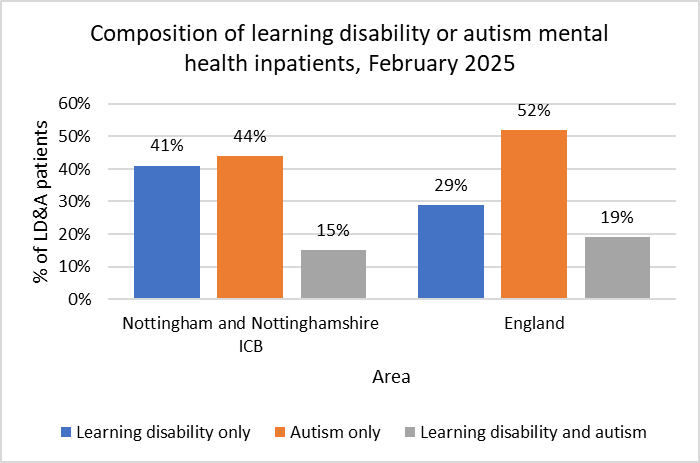 Composition of learning disability or autism mental
health inpatients, February 2025
% of LD&A patients
60%
50%
40%
30%
20%
10%
0%
41%
44%
15%
29%
52%
19%
Nottingham and Nottinghamshire
ICB
England
Area
Learning disability only
Autism only
Learning disability and autism